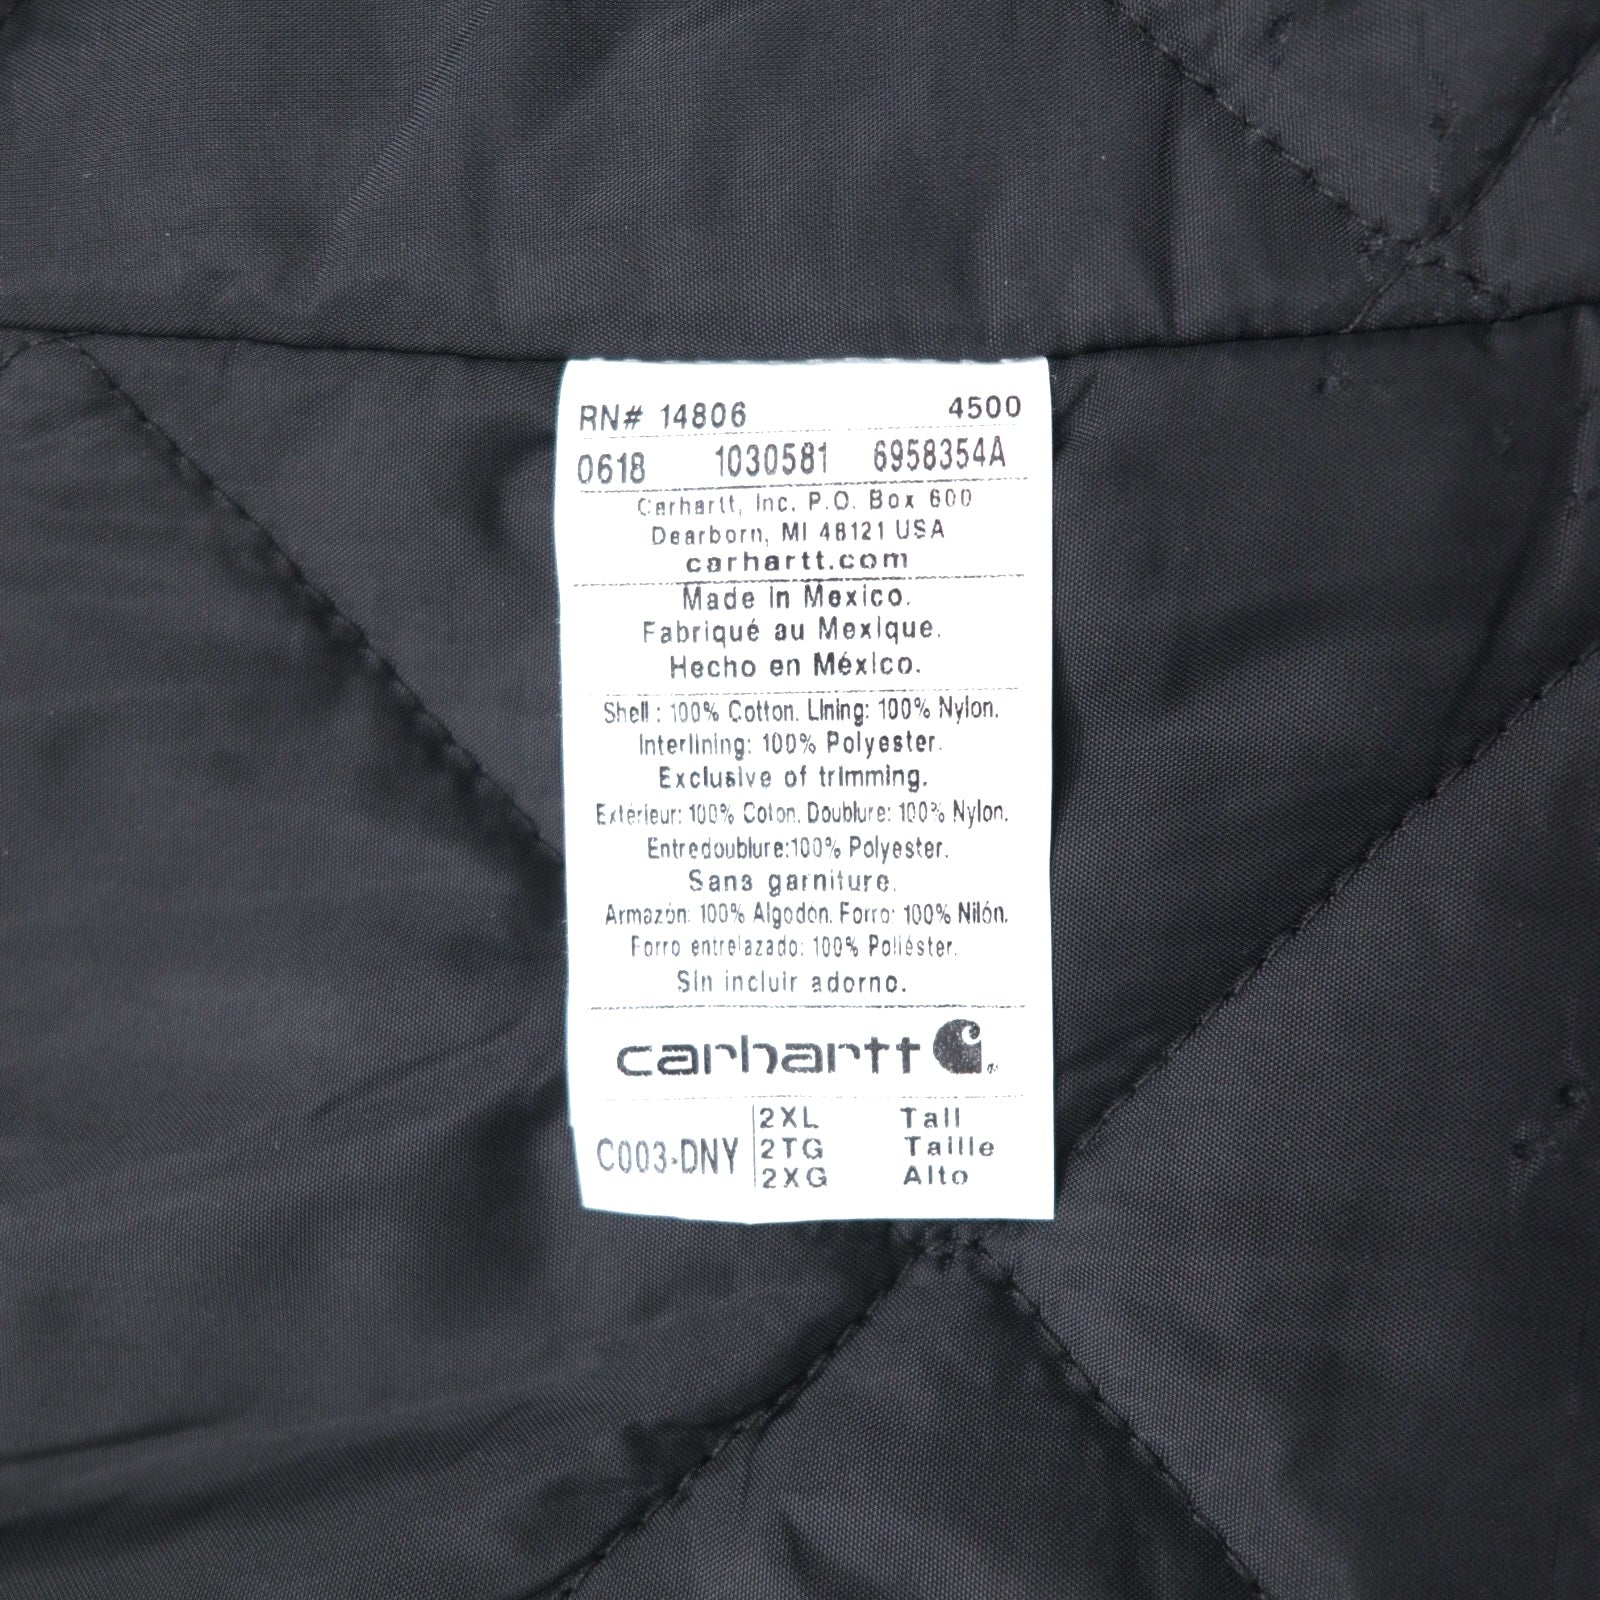 RN# 14806 4500
0618 1030581 6958354A
Carhartt, Inc. P.O. Box 600
Dearborn, MI 48121 USA
carhartt.com
Made in Mexico.
Fabriqué au Mexique.
Hecho en México.
Shell : 100% Cotton. Lining: 100% Nylon.
Interlining: 100% Polyester.
Exclusive of trimming.
Extérieur: 100% Coton. Doublure: 100% Nylon.
Entredoublure:100% Polyester.
Sans garniture.
Armazón: 100% Algodón. Forro: 100% Nilón.
Forro entrelazado: 100% Poliéster.
Sin incluir adorno.
carhartt
C003-DNY
2XL Tall
2TG Taille
2XG Alto